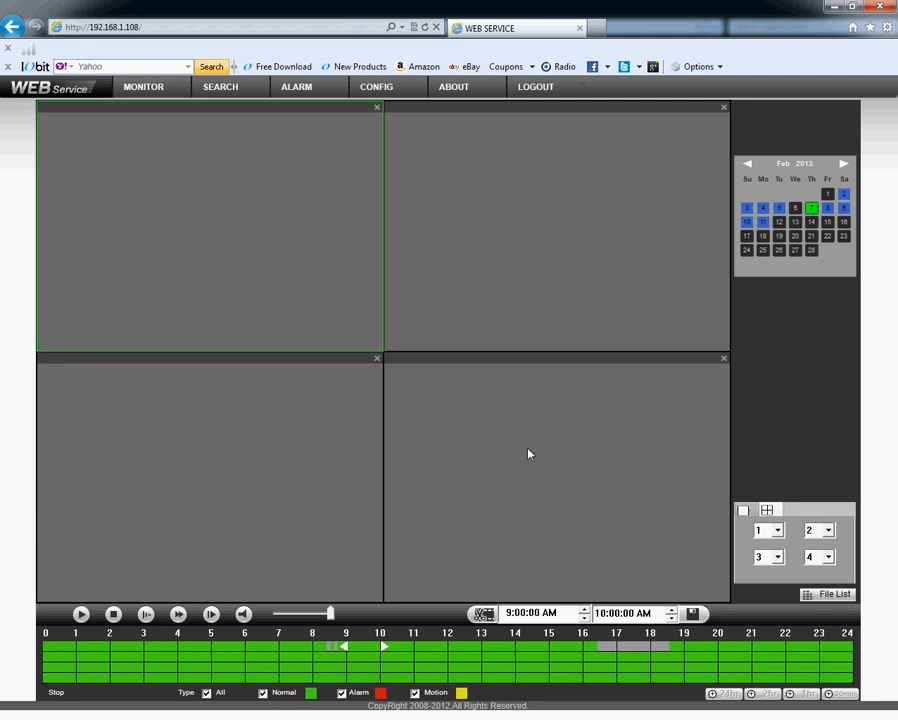 http://192.168.1.108/
WEB SERVICE
IObit
Yahoo
Search
Free Download
New Products
Amazon
eBay
Coupons
Radio
Options
WEB Service
MONITOR
SEARCH
ALARM
CONFIG
ABOUT
LOGOUT
Feb 2013
Su Mo Tu We Th Fr Sa
1 2
3 4 5 6 7 8 9
10 11 12 13 14 15 16
17 18 19 20 21 22 23
24 25 26 27 28
1 2
3 4
File List
9:00:00 AM
10:00:00 AM
0 1 2 3 4 5 6 7 8 9 10 11 12 13 14 15 16 17 18 19 20 21 22 23 24
Stop
Type
All
Normal
Alarm
Motion
24hr
2hr
1hr
30min
CopyRight 2008-2012,All Rights Reserved.